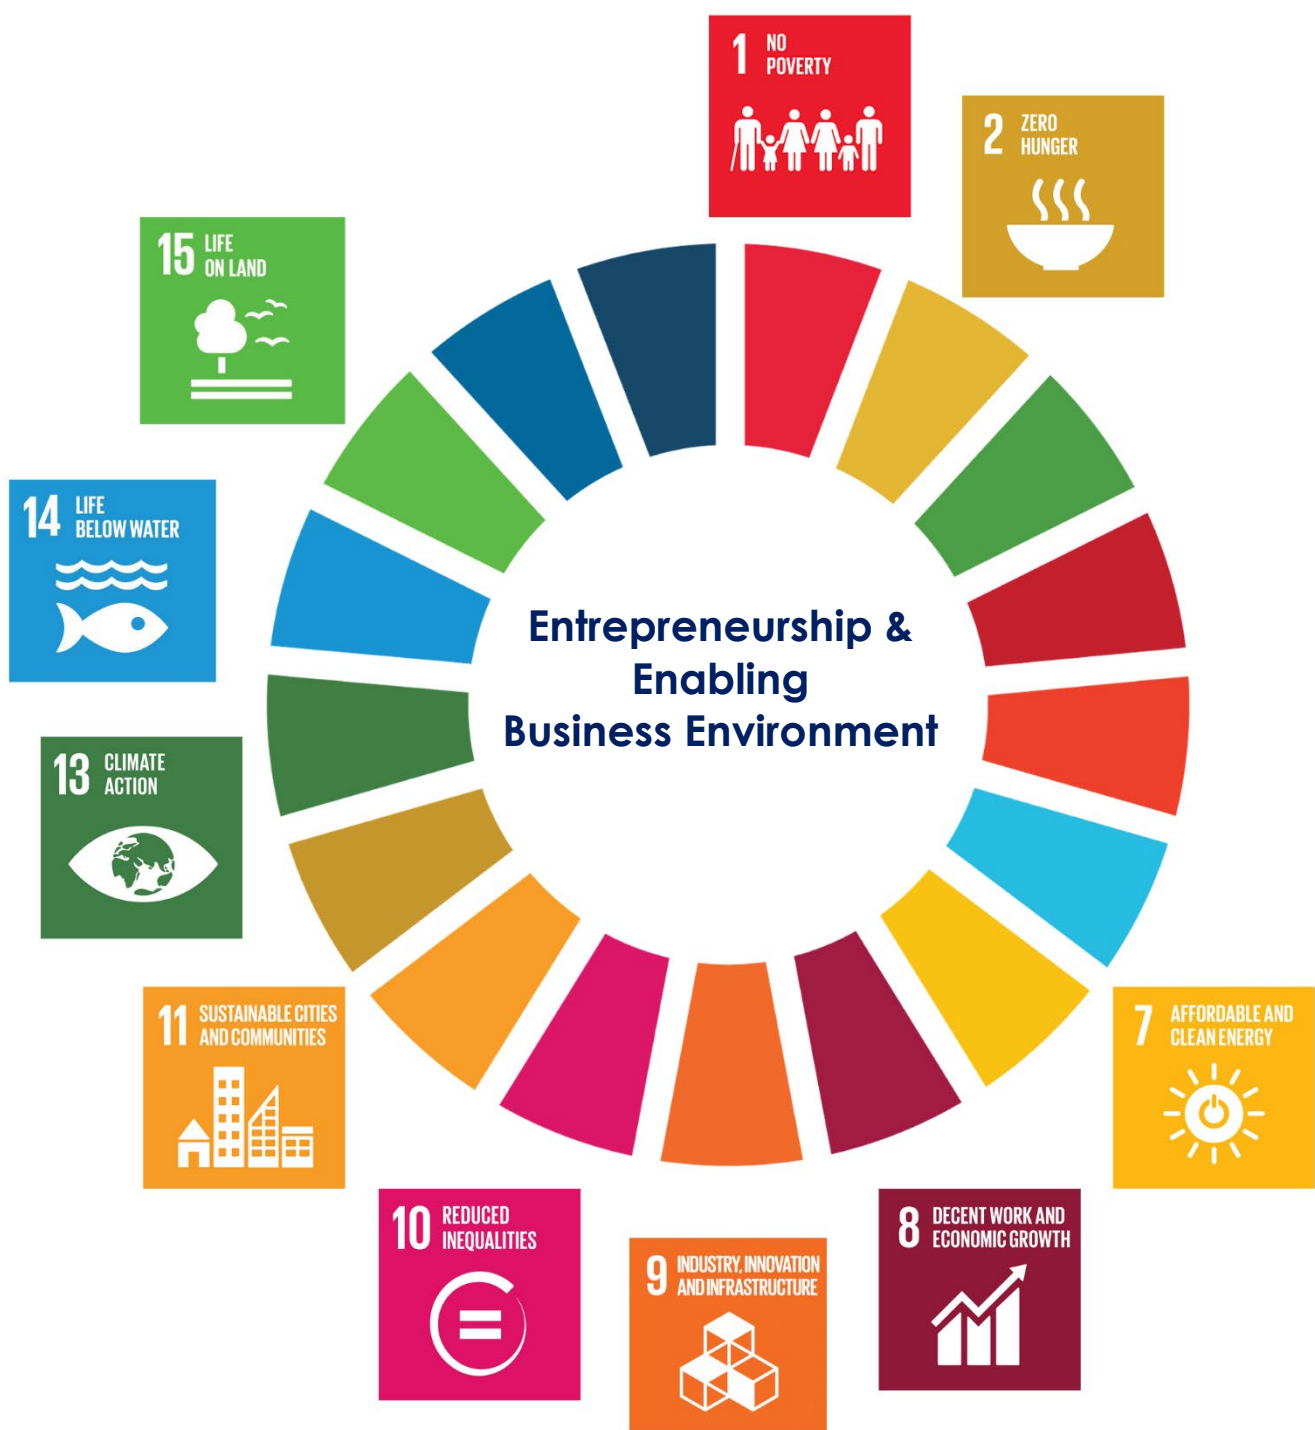 1 NO
POVERTY
2 ZERO
HUNGER
15 LIFE
ON LAND
14 LIFE
BELOW WATER
Entrepreneurship &
Enabling
Business Environment
13 CLIMATE
ACTION
11 SUSTAINABLE CITIES
AND COMMUNITIES
7 AFFORDABLE AND
CLEAN ENERGY
10 REDUCED
INEQUALITIES
9 INDUSTRY, INNOVATION
AND INFRASTRUCTURE
8 DECENT WORK AND
ECONOMIC GROWTH